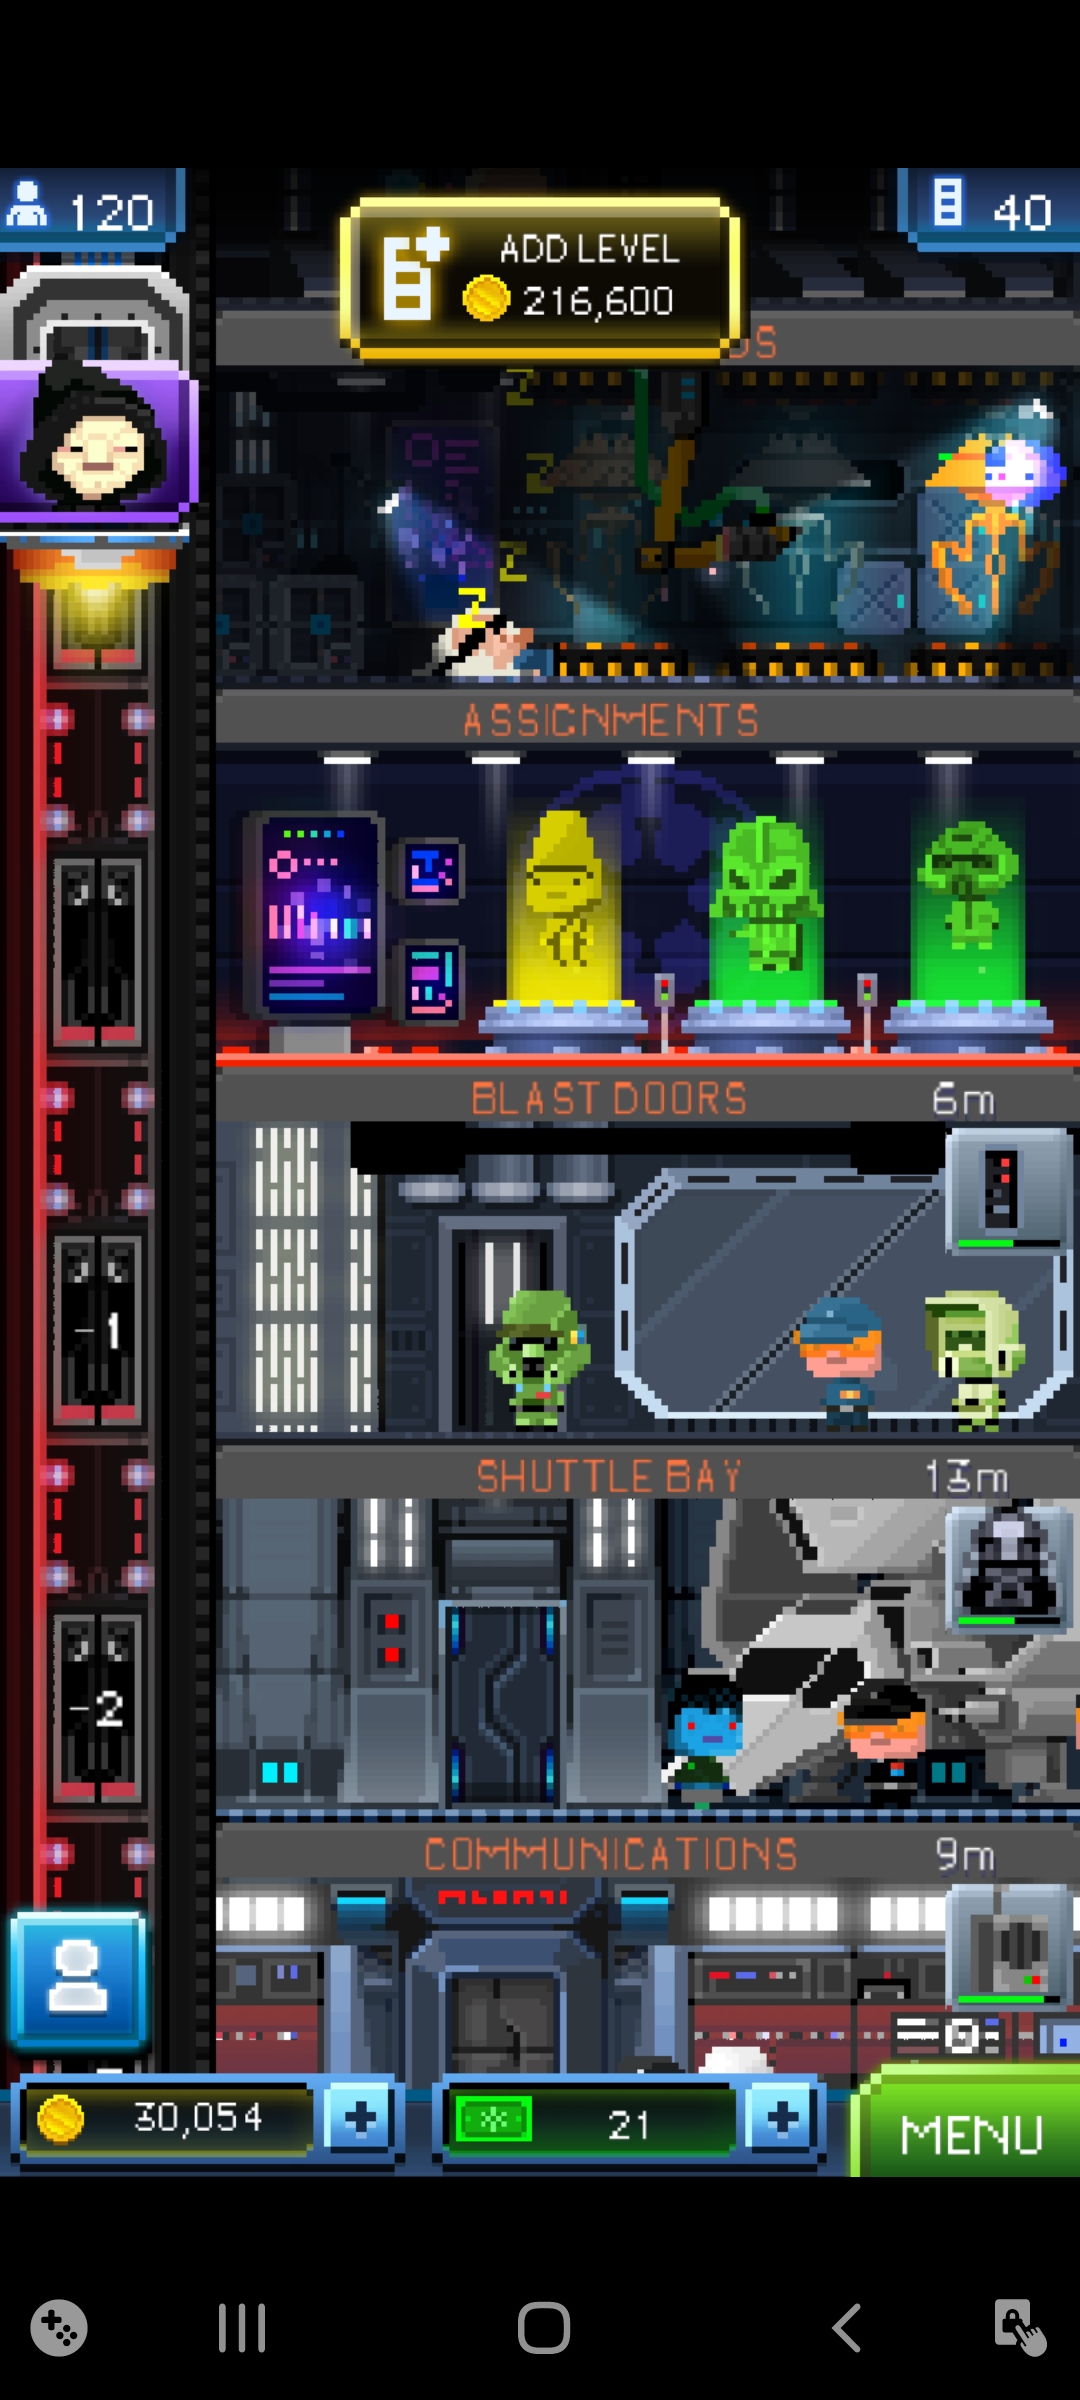 120
ADD LEVEL
216,600
40
DS
Z
Z
Z
Z
ASSIGNMENTS
BLAST DOORS
6m
-1
SHUTTLE BAY
13m
-2
COMMUNICATIONS
9m
30,054
21
MENU